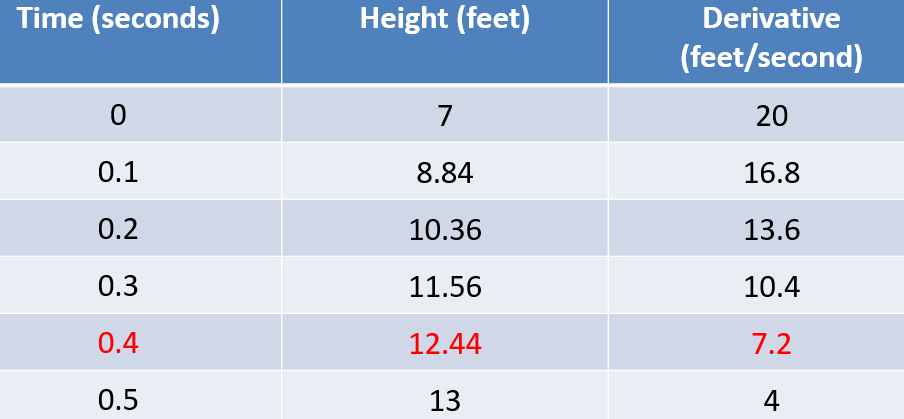 Time (seconds) Height (feet) Derivative
(feet/second)
0 7 20
0.1 8.84 16.8
0.2 10.36 13.6
0.3 11.56 10.4
0.4 12.44 7.2
0.5 13 4